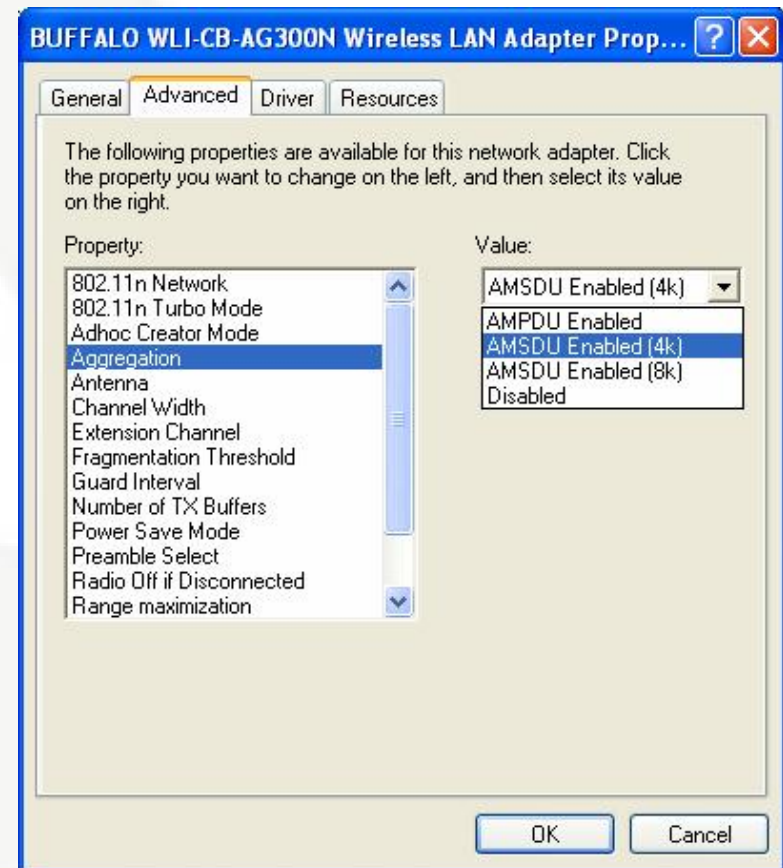 BUFFALO WLI-CB-AG300N Wireless LAN Adapter Prop...
General
Advanced
Driver
Resources
The following properties are available for this network adapter. Click
the property you want to change on the left, and then select its value
on the right.
Property:
802.11n Network
802.11n Turbo Mode
Adhoc Creator Mode
Aggregation
Antenna
Channel Width
Extension Channel
Fragmentation Threshold
Guard Interval
Number of TX Buffers
Power Save Mode
Preamble Select
Radio Off if Disconnected
Range maximization
Value:
AMSDU Enabled (4k)
AMPDU Enabled
AMSDU Enabled (4k)
AMSDU Enabled (8k)
Disabled
OK
Cancel